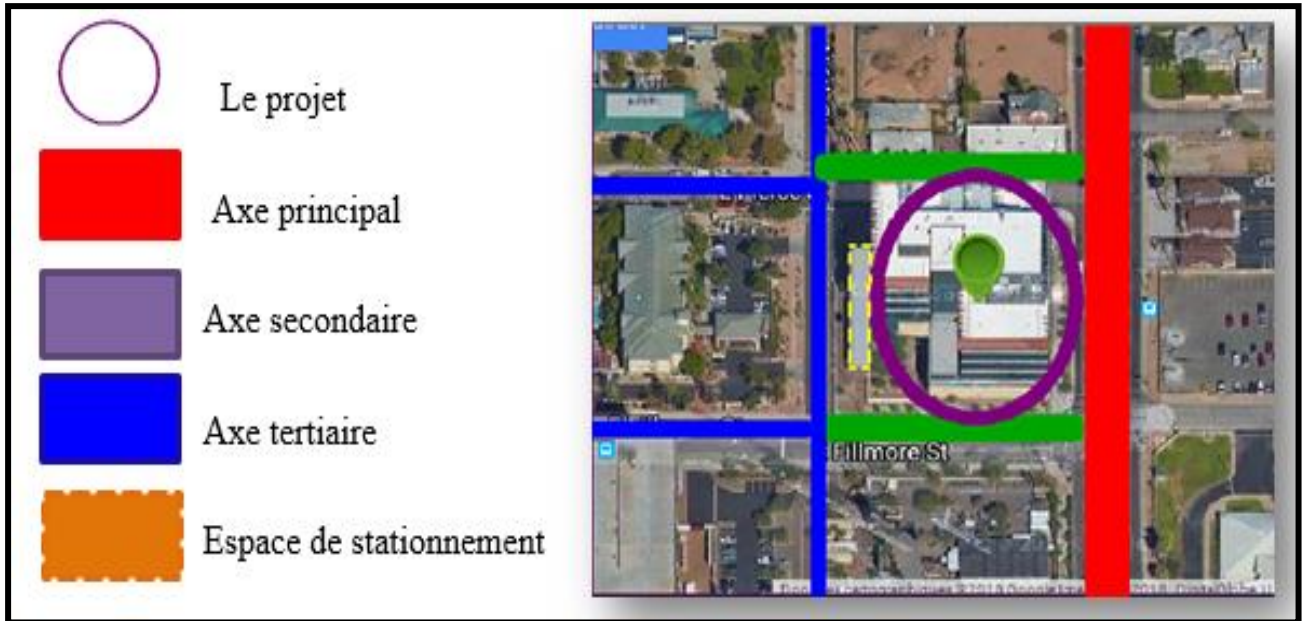 Le projet
Axe principal
Axe secondaire
Axe tertiaire
Espace de stationnement
Fillmore St